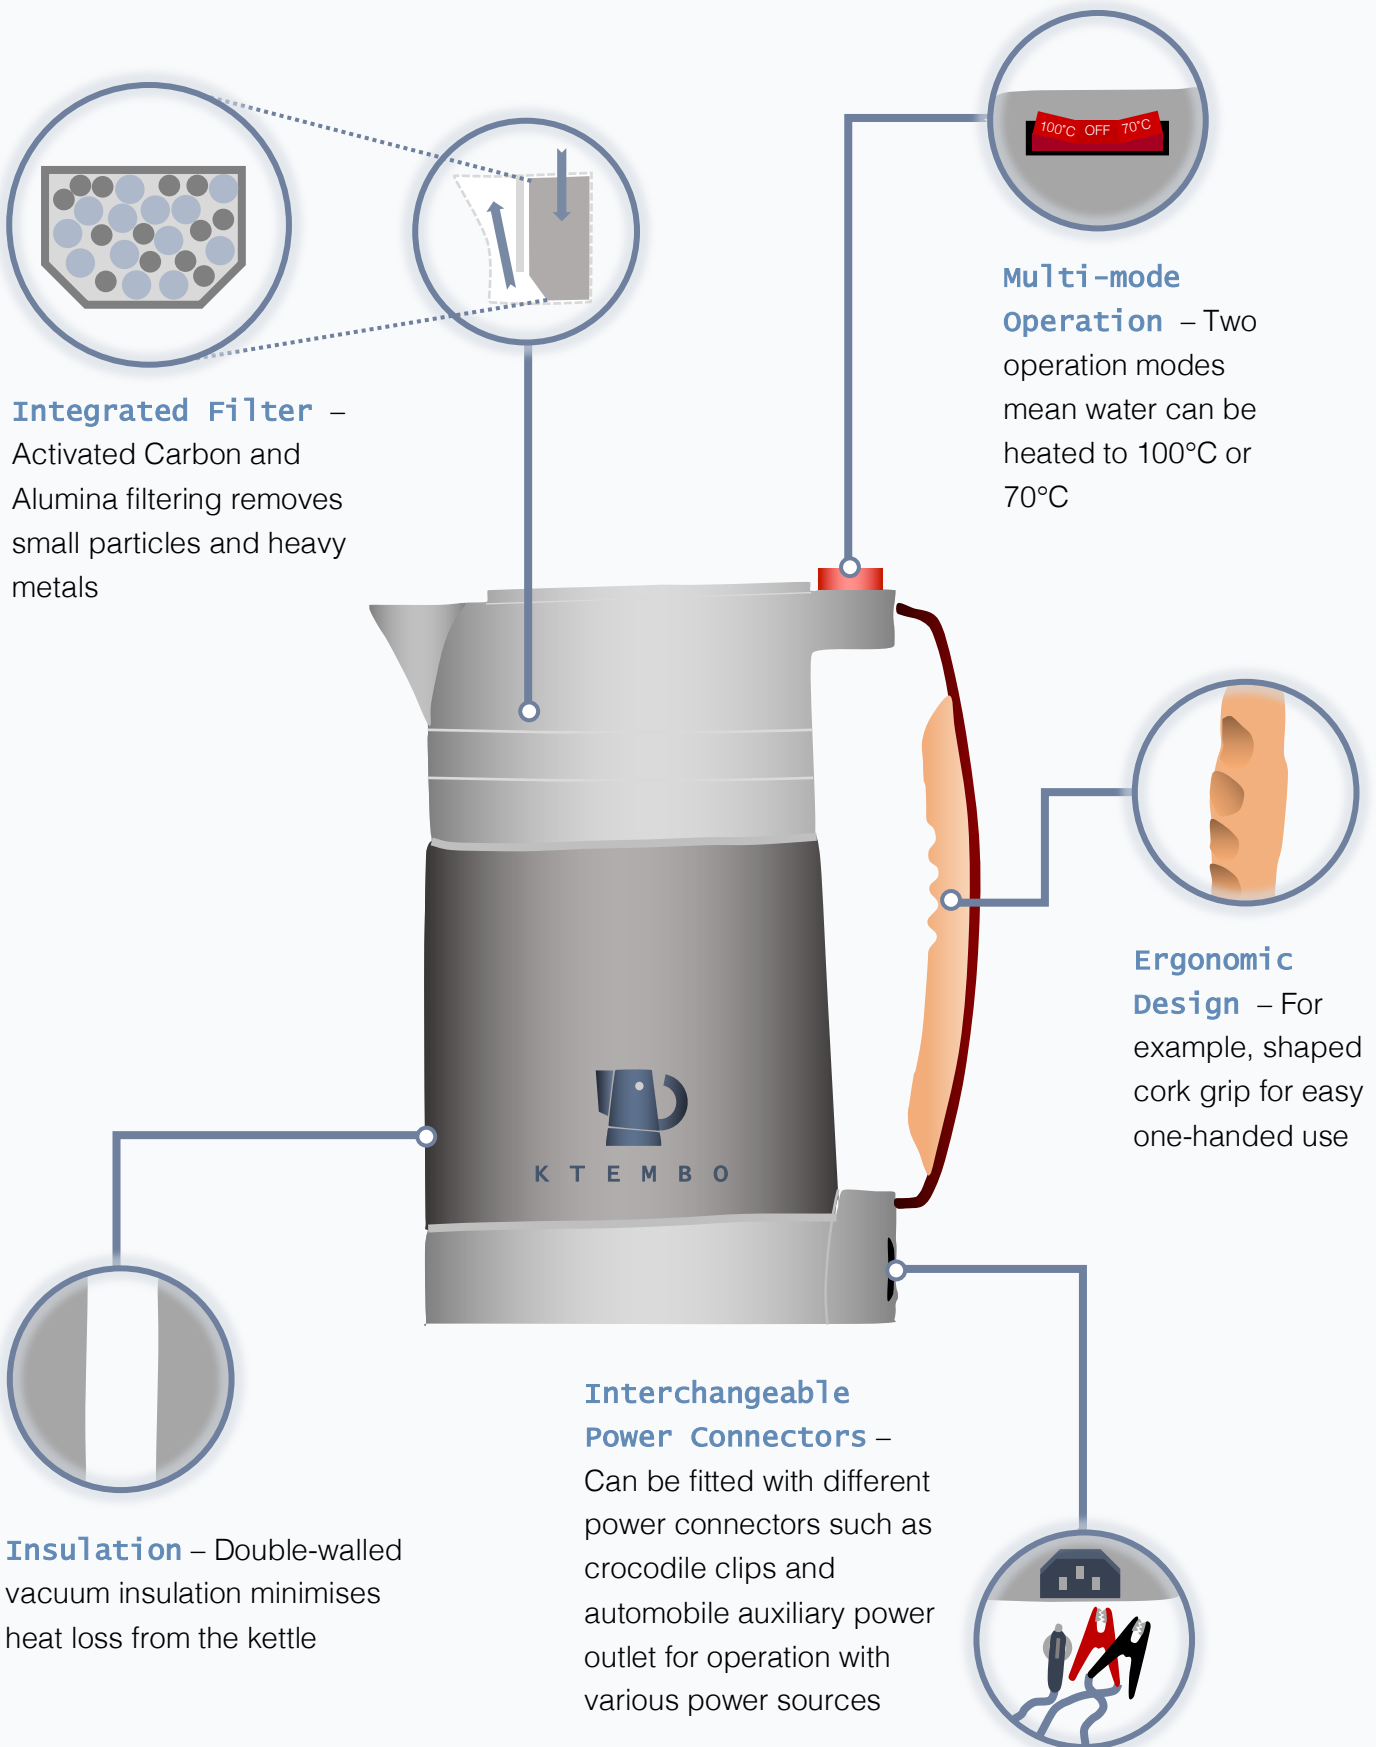 100°C OFF 70°C
Multi-mode
Operation – Two
operation modes
mean water can be
heated to 100°C or
70°C
Integrated Filter –
Activated Carbon and
Alumina filtering removes
small particles and heavy
metals
Ergonomic
Design – For
example, shaped
cork grip for easy
one-handed use
KTEMBO
Interchangeable
Power Connectors –
Can be fitted with different
power connectors such as
crocodile clips and
automobile auxiliary power
outlet for operation with
various power sources
Insulation – Double-walled
vacuum insulation minimises
heat loss from the kettle